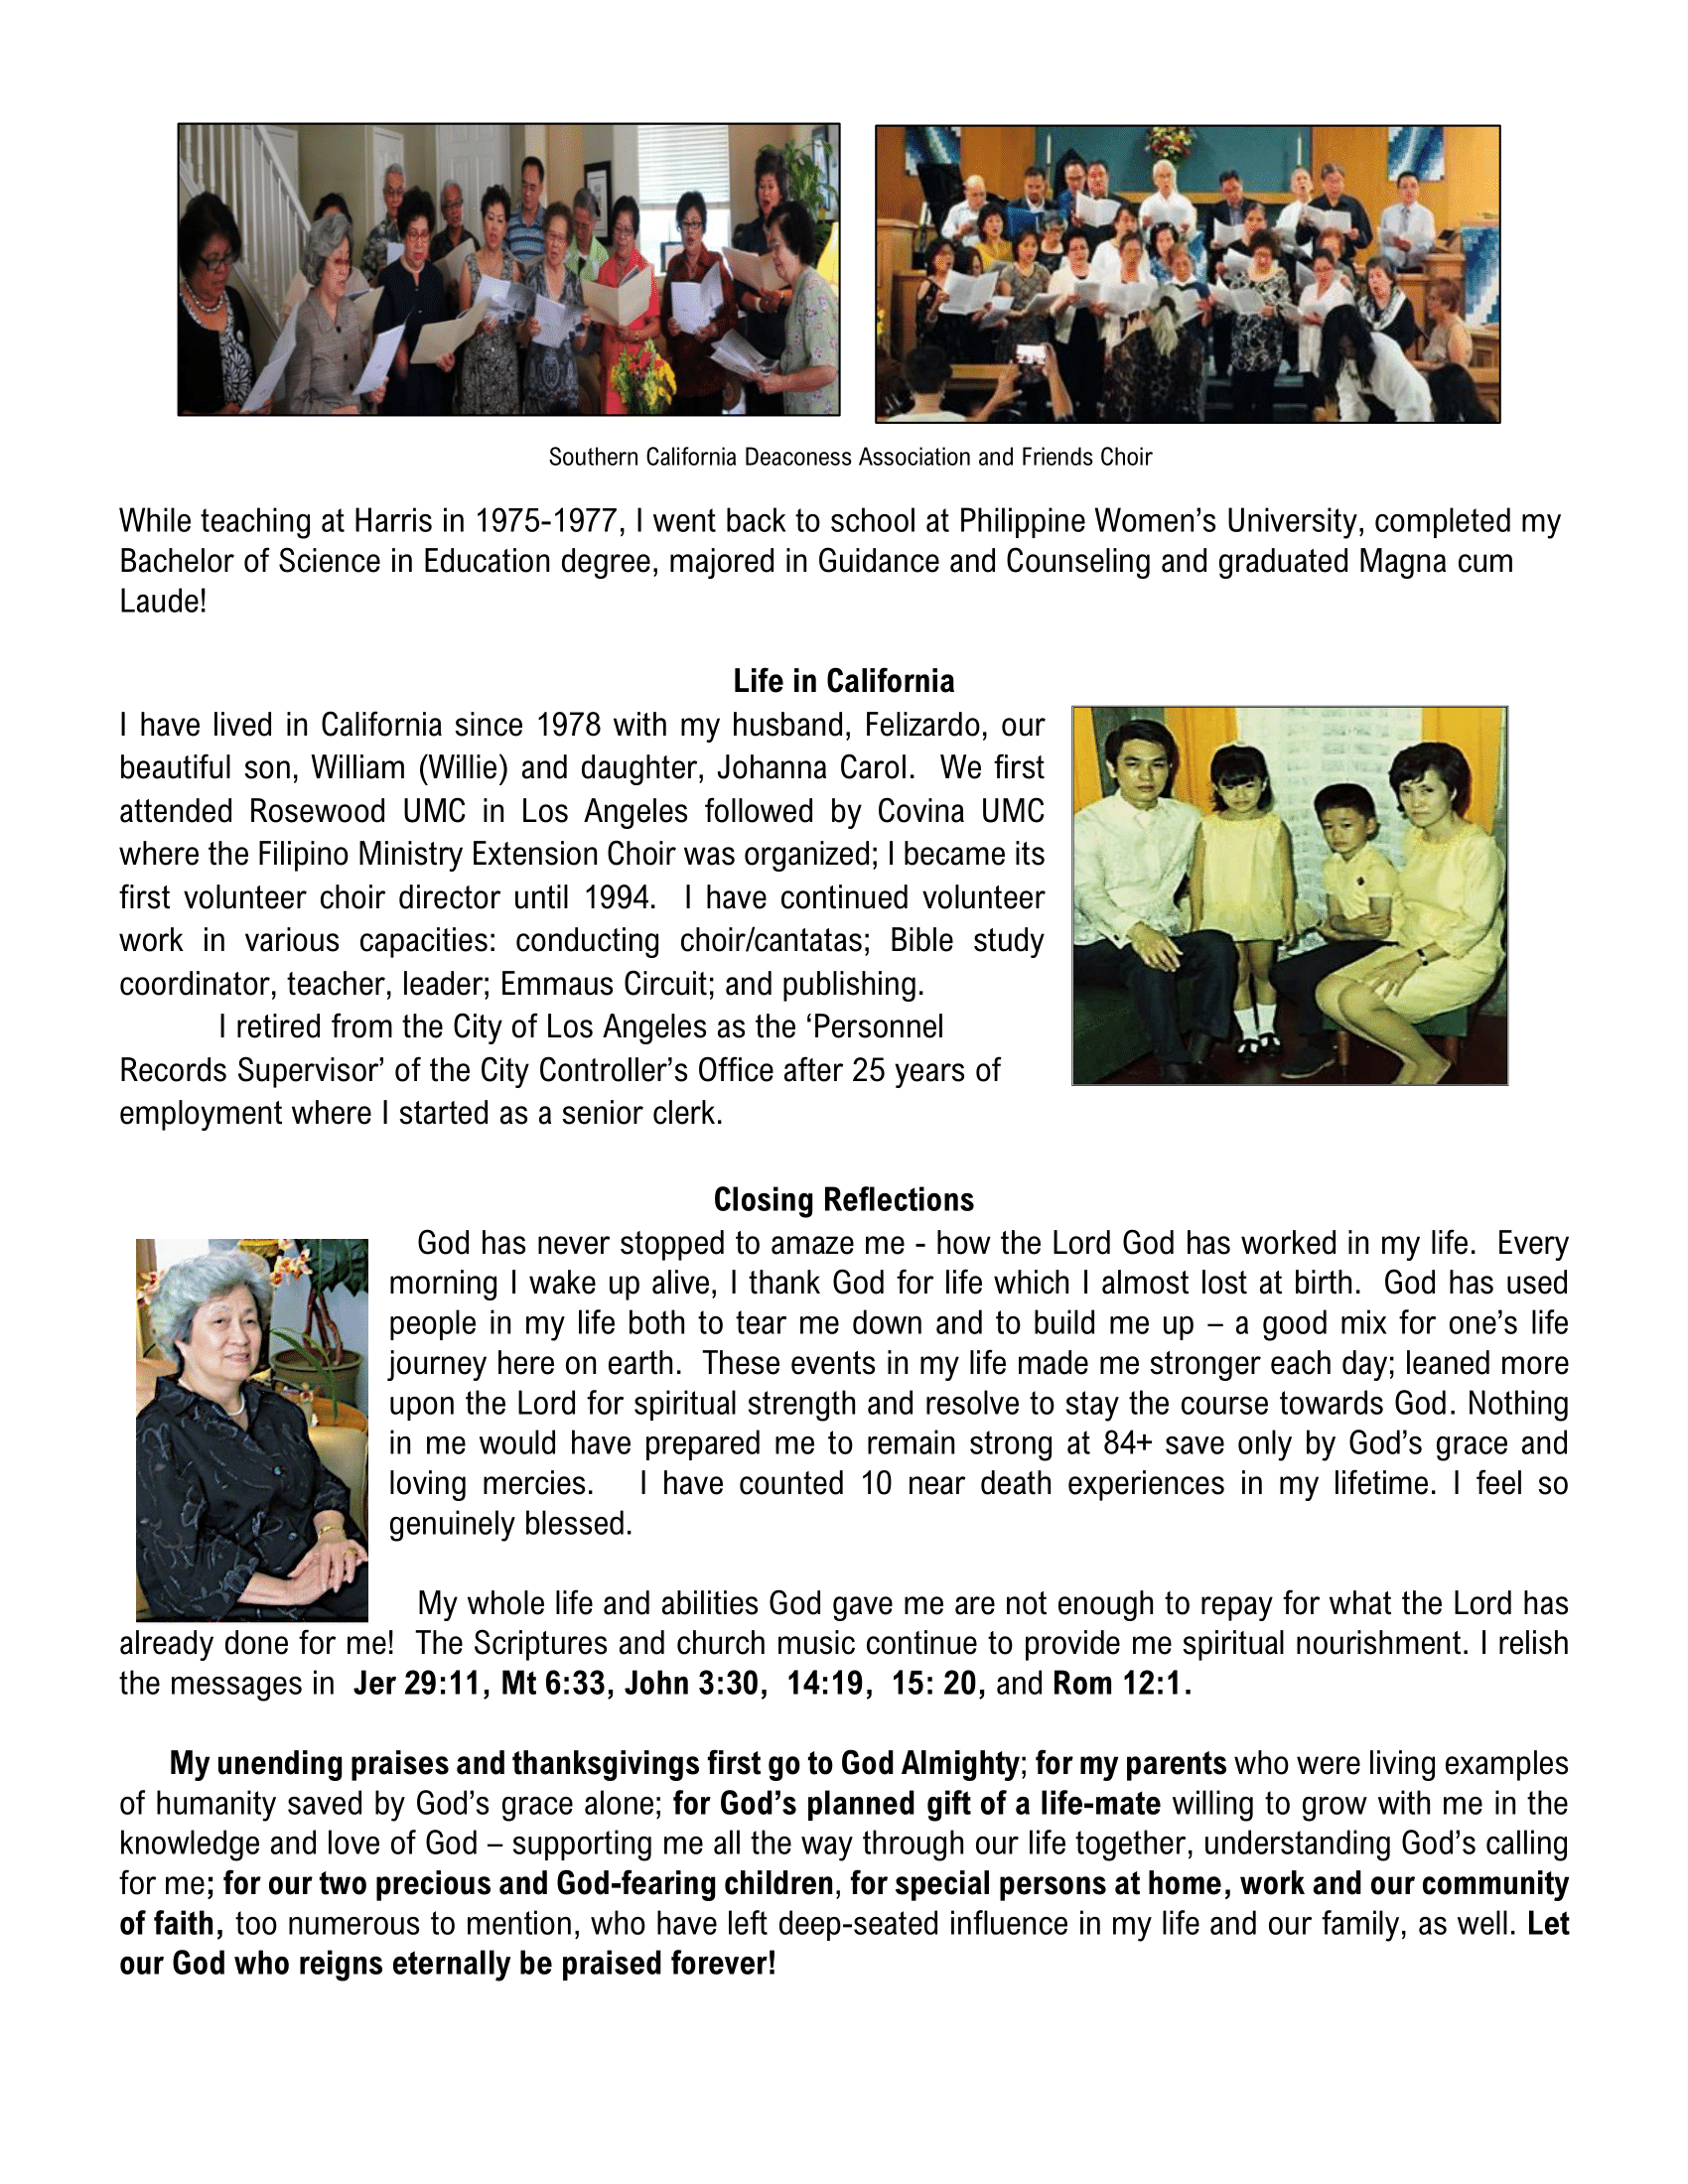 Southern California Deaconess Association and Friends Choir
While teaching at Harris in 1975-1977, I went back to school at Philippine Women’s University, completed my
Bachelor of Science in Education degree, majored in Guidance and Counseling and graduated Magna cum
Laude!
Life in California
I have lived in California since 1978 with my husband, Felizardo, our
beautiful son, William (Willie) and daughter, Johanna Carol. We first
attended Rosewood UMC in Los Angeles followed by Covina UMC
where the Filipino Ministry Extension Choir was organized; I became its
first volunteer choir director until 1994. I have continued volunteer
work in various capacities: conducting choir/cantatas; Bible study
coordinator, teacher, leader; Emmaus Circuit; and publishing.
I retired from the City of Los Angeles as the ‘Personnel
Records Supervisor’ of the City Controller’s Office after 25 years of
employment where I started as a senior clerk.
Closing Reflections
God has never stopped to amaze me - how the Lord God has worked in my life. Every
morning I wake up alive, I thank God for life which I almost lost at birth. God has used
people in my life both to tear me down and to build me up – a good mix for one’s life
journey here on earth. These events in my life made me stronger each day; leaned more
upon the Lord for spiritual strength and resolve to stay the course towards God. Nothing
in me would have prepared me to remain strong at 84+ save only by God’s grace and
loving mercies. I have counted 10 near death experiences in my lifetime. I feel so
genuinely blessed.
My whole life and abilities God gave me are not enough to repay for what the Lord has
already done for me! The Scriptures and church music continue to provide me spiritual nourishment. I relish
the messages in Jer 29:11, Mt 6:33, John 3:30, 14:19, 15: 20, and Rom 12:1.
My unending praises and thanksgivings first go to God Almighty; for my parents who were living examples
of humanity saved by God’s grace alone; for God’s planned gift of a life-mate willing to grow with me in the
knowledge and love of God – supporting me all the way through our life together, understanding God’s calling
for me; for our two precious and God-fearing children, for special persons at home, work and our community
of faith, too numerous to mention, who have left deep-seated influence in my life and our family, as well. Let
our God who reigns eternally be praised forever!